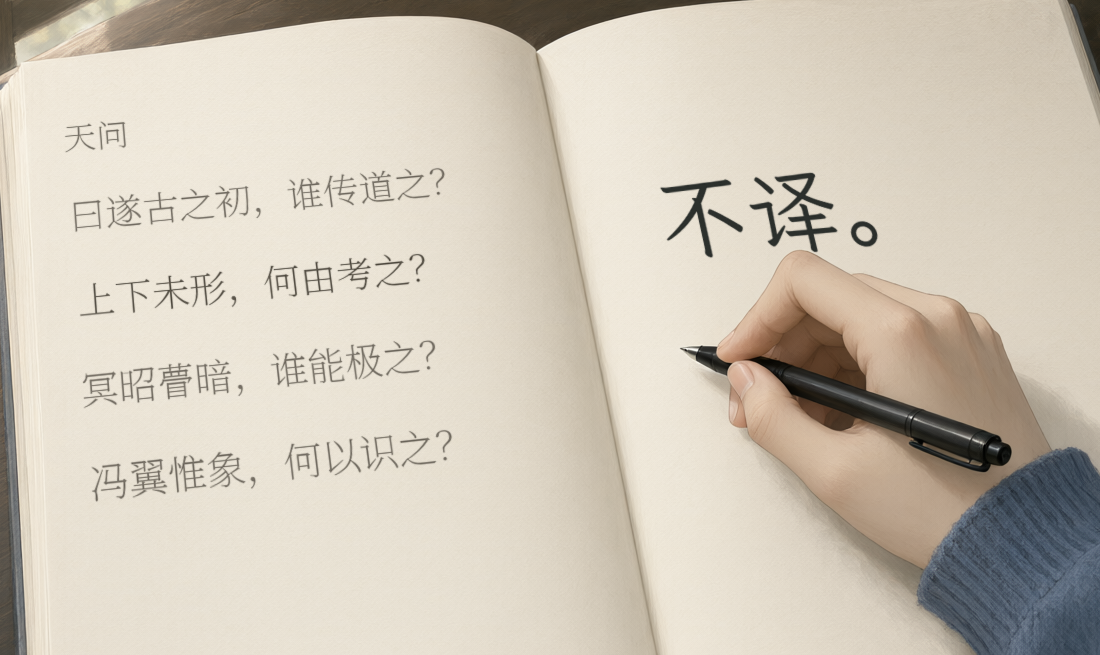 天问
曰遂古之初，谁传道之？
上下未形，何由考之？
冥昭瞢暗，谁能极之？
冯翼惟象，何以识之？
不译。